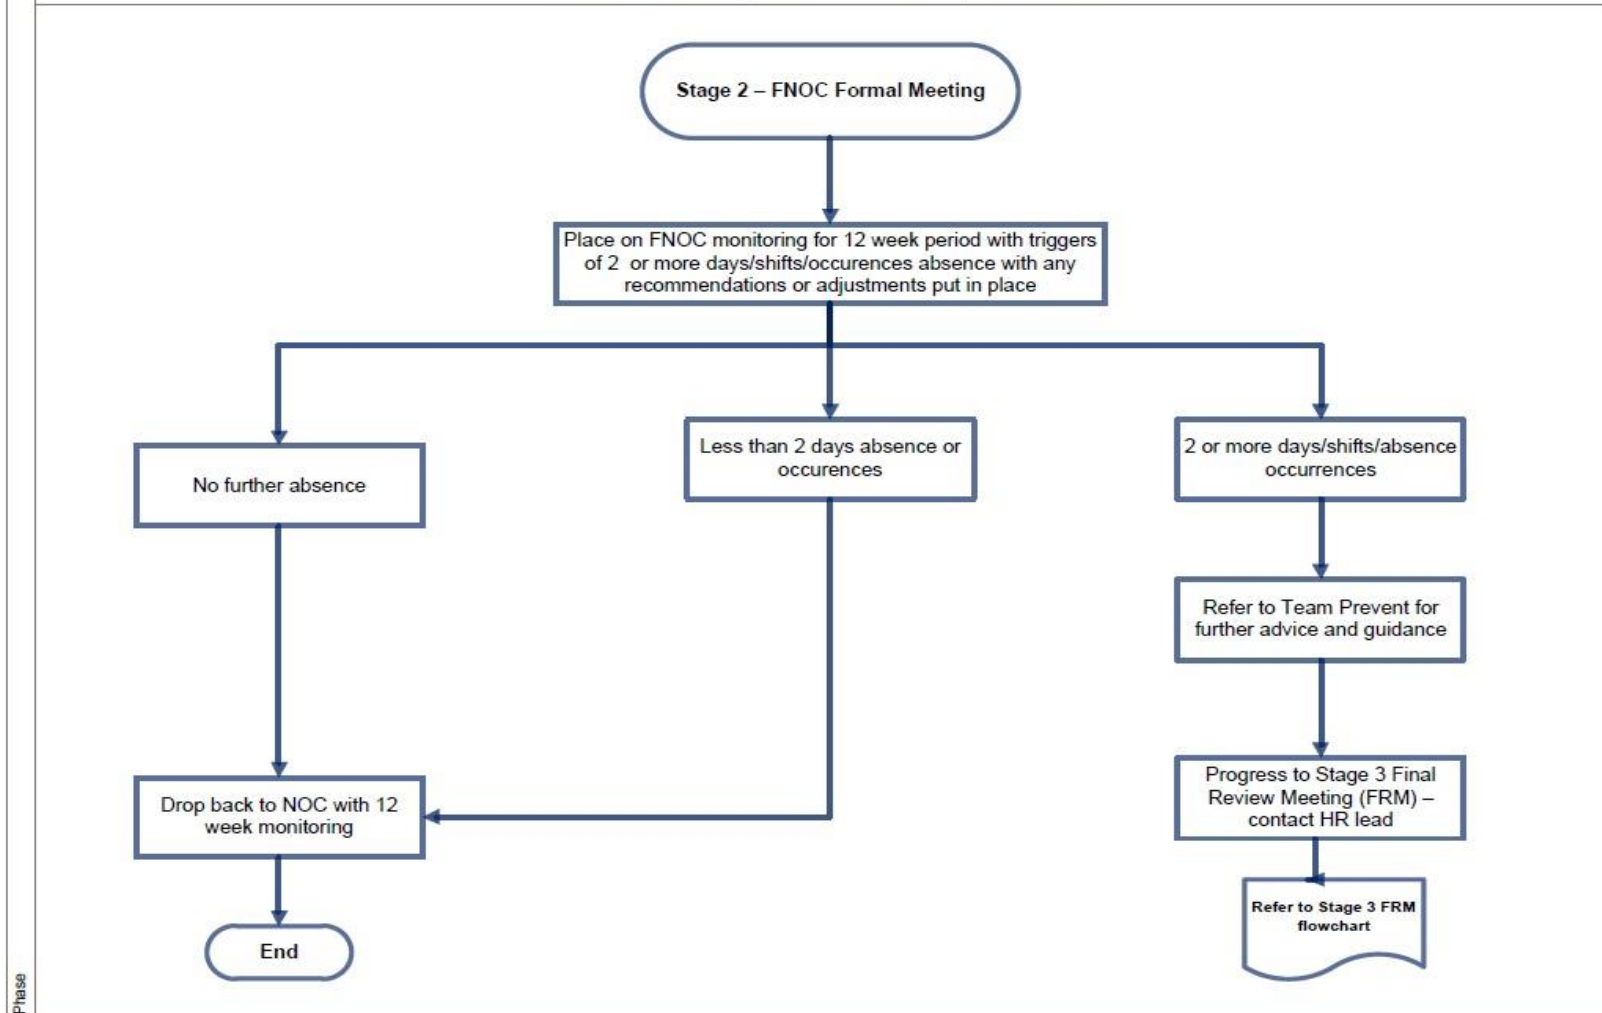 Stage 2 – FNOC Formal Meeting
Place on FNOC monitoring for 12 week period with triggers
of 2 or more days/shifts/occurences absence with any
recommendations or adjustments put in place
No further absence
Less than 2 days absence or
occurences
2 or more days/shifts/absence
occurrences
Refer to Team Prevent for
further advice and guidance
Drop back to NOC with 12
week monitoring
Progress to Stage 3 Final
Review Meeting (FRM) –
contact HR lead
Refer to Stage 3 FRM
flowchart
End
Phase